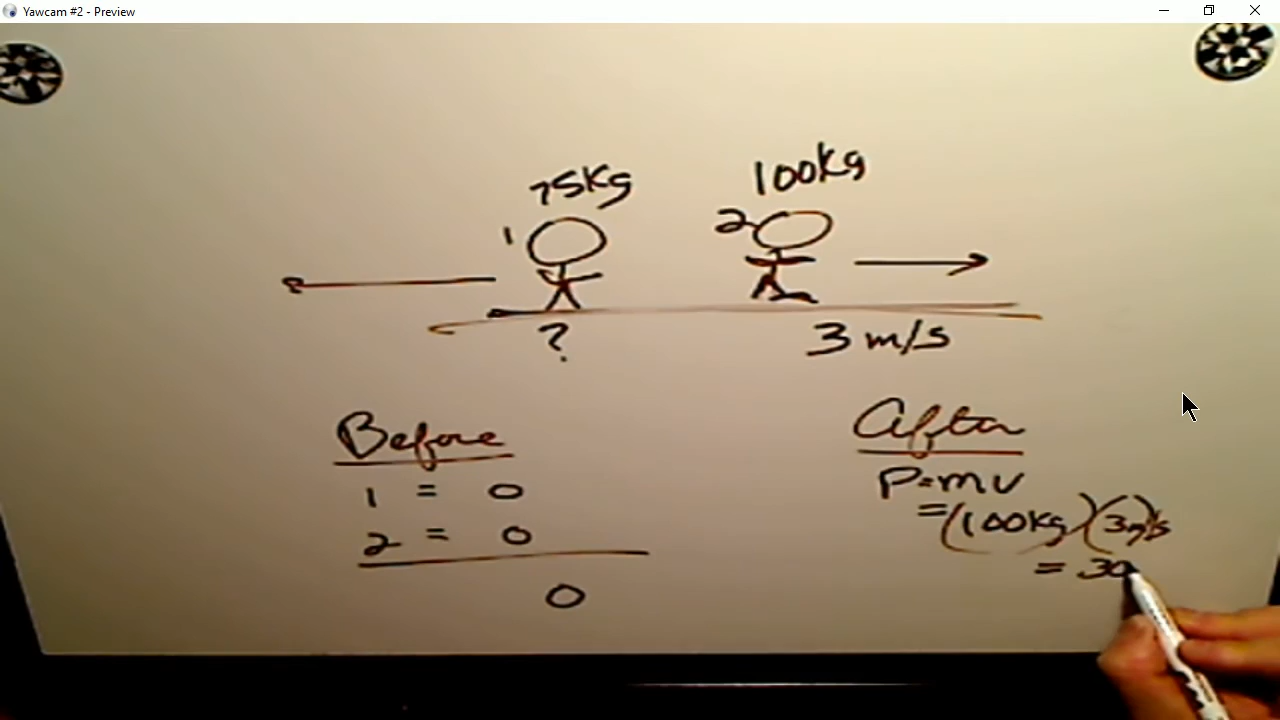 Yawcam #2 - Preview
75Kg
100Kg
1
2
?
3 m/s
Before
After
1 = 0
2 = 0
0
P=mv
=(100Kg)(3m/s
= 30